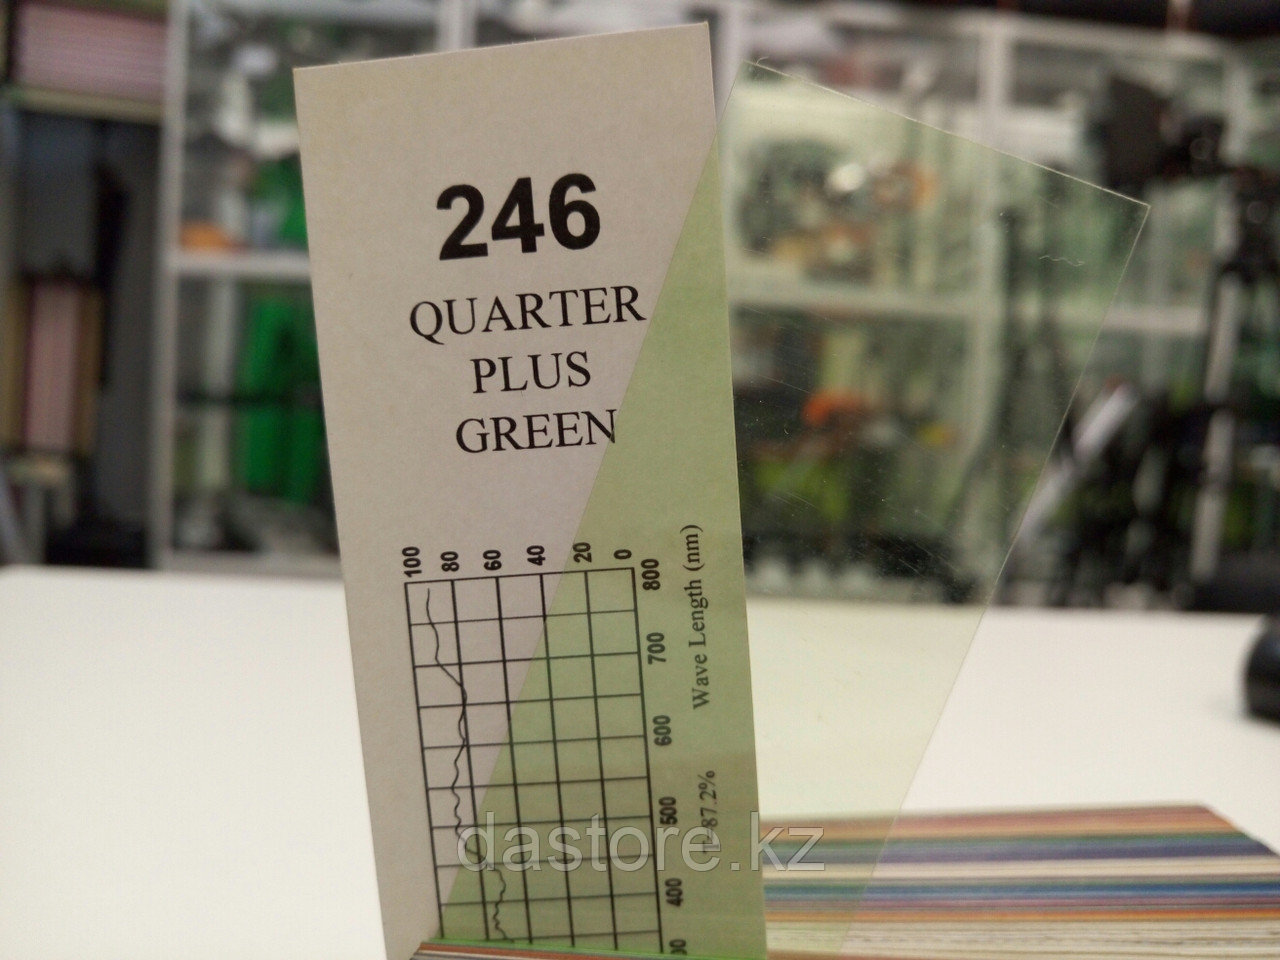 246
QUARTER
PLUS
GREEN
100 80 60 40 20 0
800 700 600 500 400
Wave Length (nm)
87.2%
dastore.kz